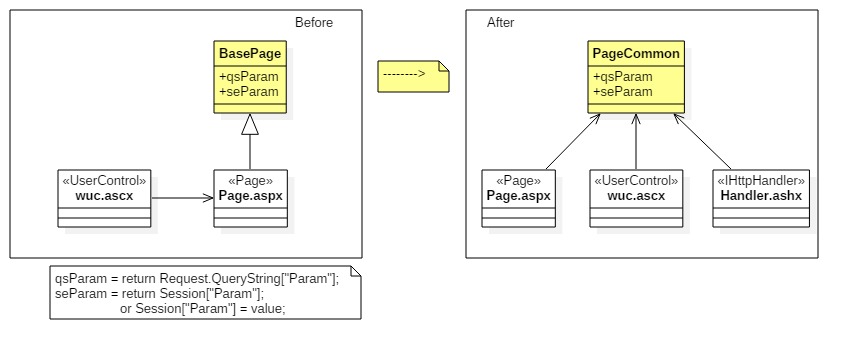 Before
BasePage
+qsParam
+seParam
«UserControl»
wuc.ascx
«Page»
Page.aspx
qsParam = return Request.QueryString["Param"];
seParam = return Session["Param"];
or Session["Param"] = value;
-------->
After
PageCommon
+qsParam
+seParam
«Page»
Page.aspx
«UserControl»
wuc.ascx
«IHttpHandler»
Handler.ashx